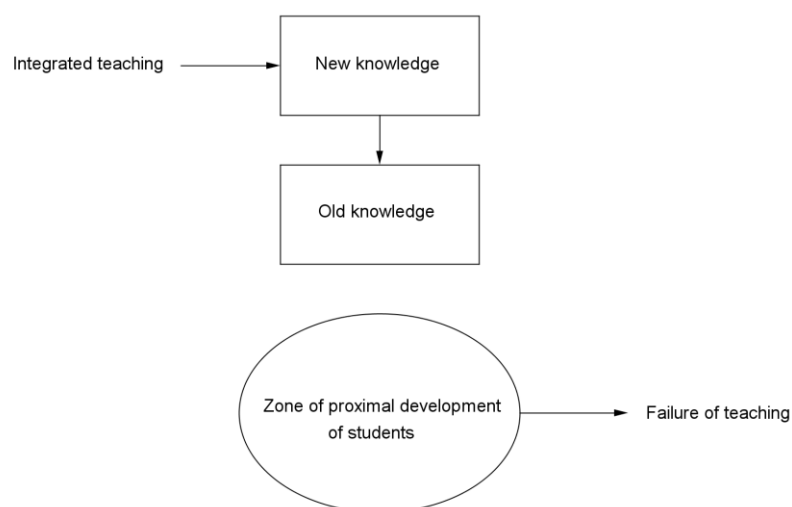 Integrated teaching
New knowledge
Old knowledge
Zone of proximal development
of students
Failure of teaching